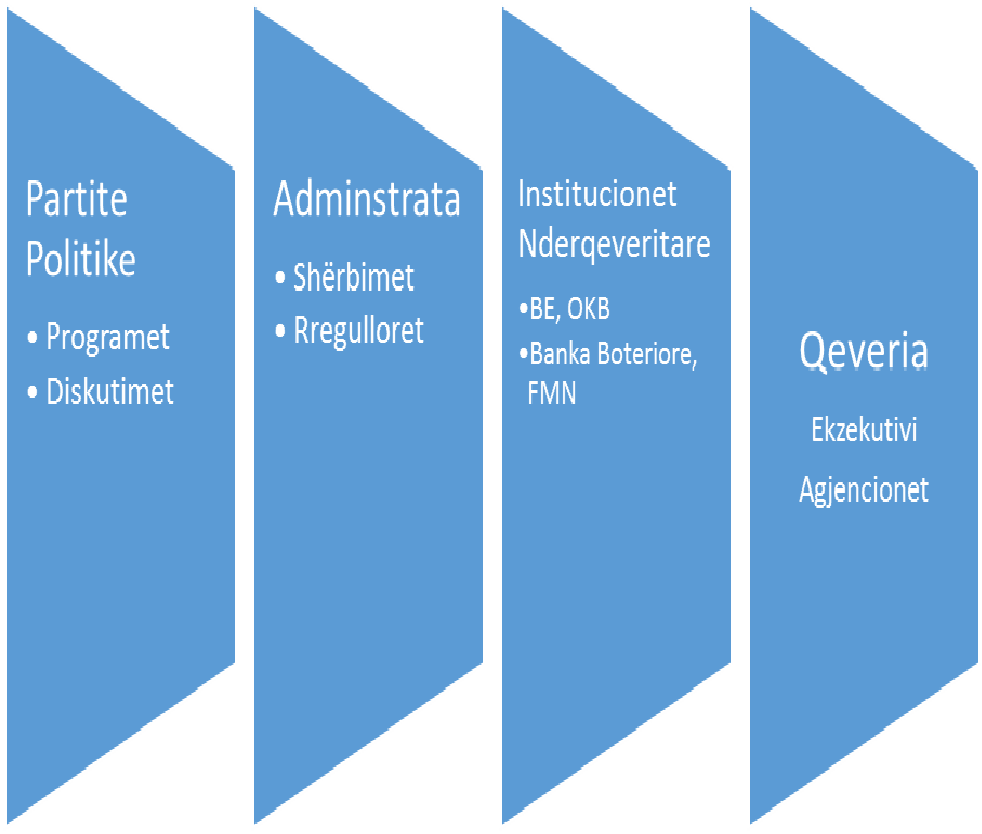 Partite
Politike
• Programet
• Diskutimet
Adminstrata
• Shërbimet
• Rregulloret
Institucionet
Nderqeveritare
•BE, OKB
•Banka Boteriore,
FMN
Qeveria
Ekzekutivi
Agjencionet